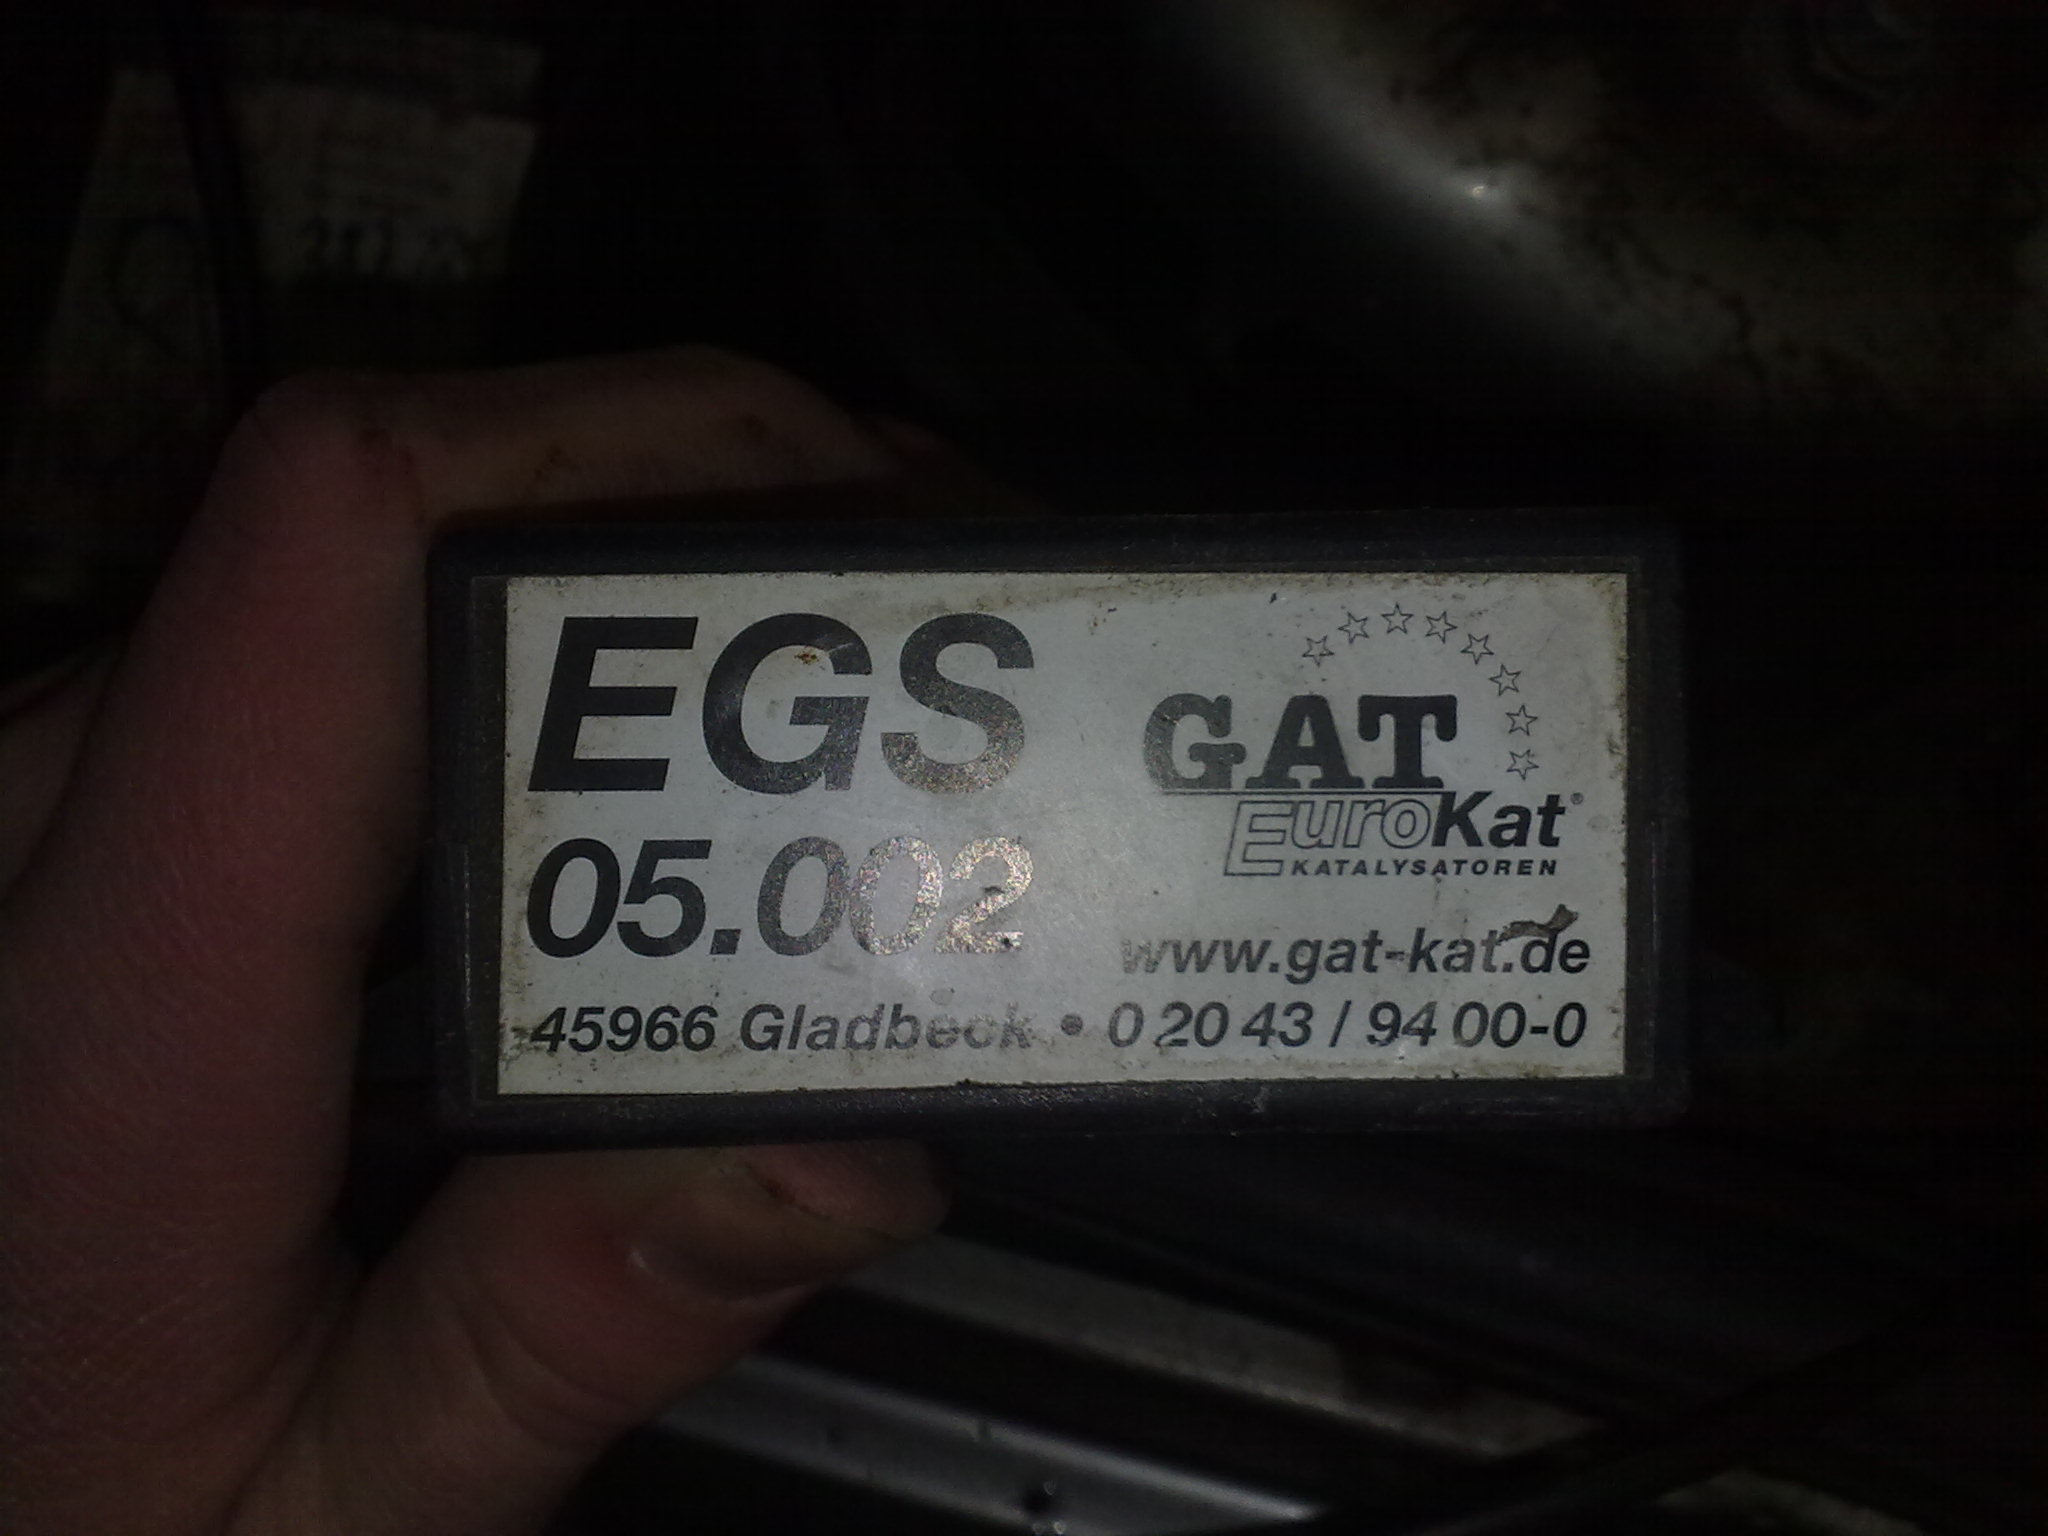 EGS
05.002
GAT
EuroKat®
KATALYSATOREN
www.gat-kat.de
45966 Gladbeck • 0 20 43 / 94 00-0